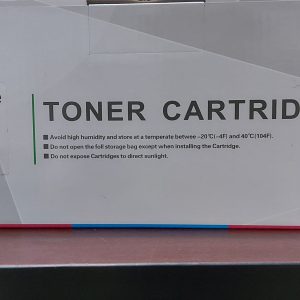 TONER CARTRID
■ Avoid high humidity and store at a temperate betwee -20°C(-4F) and 40°C(104F).
■ Do not open the foil storage bag except when installing the Cartridge.
■ Do not expose Cartridges to direct sunlight.